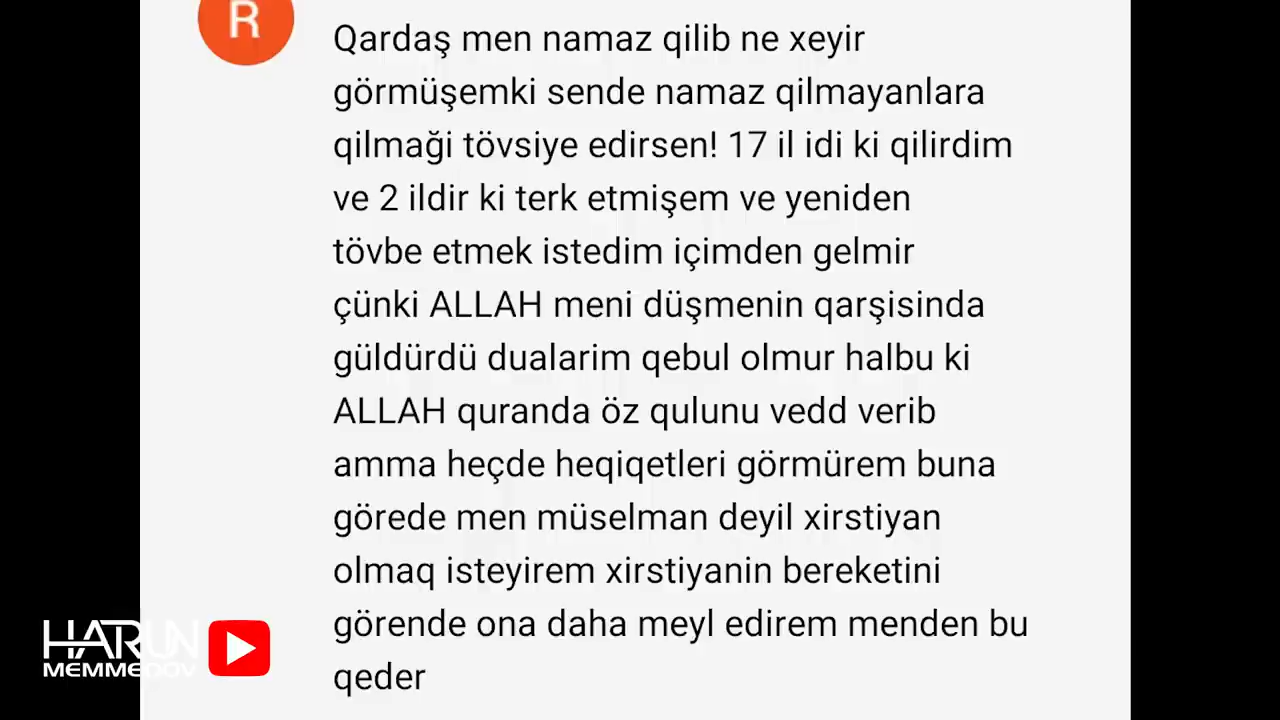 R
Qardaş men namaz qilib ne xeyir
görmüşemki sende namaz qilmayanlara
qilmaği tövsiye edirsen! 17 il idi ki qilirdim
ve 2 ildir ki terk etmişem ve yeniden
tövbe etmek istedim içimden gelmir
çünki ALLAH meni düşmenin qarşisinda
güldürdü dualarim qebul olmur halbu ki
ALLAH quranda öz qulunu vedd verib
amma heçde heqiqetleri görmürem buna
görede men müselman deyil xirstiyan
olmaq isteyirem xirstiyanin bereketini
görende ona daha meyl edirem menden bu
qeder
HARUN
MEMMEDOV